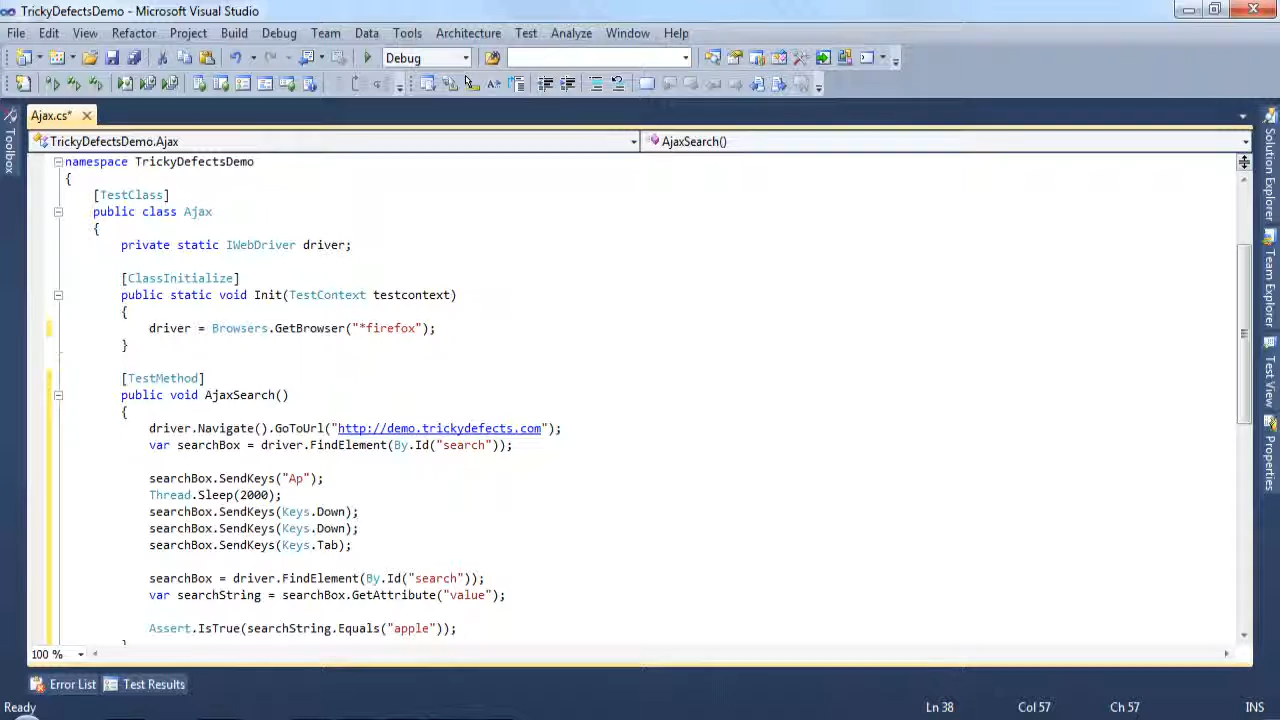 TrickyDefectsDemo - Microsoft Visual Studio
File Edit View Refactor Project Build Debug Team Data Tools Architecture Test Analyze Window Help
Debug
Ajax.cs*
TrickyDefectsDemo.Ajax
AjaxSearch()
Toolbox
namespace TrickyDefectsDemo
{
[TestClass]
public class Ajax
{
private static IWebDriver driver;
[ClassInitialize]
public static void Init(TestContext testcontext)
{
driver = Browsers.GetBrowser("*firefox");
}
[TestMethod]
public void AjaxSearch()
{
driver.Navigate().GoToUrl("http://demo.trickydefects.com");
var searchBox = driver.FindElement(By.Id("search"));
searchBox.SendKeys("Ap");
Thread.Sleep(2000);
searchBox.SendKeys(Keys.Down);
searchBox.SendKeys(Keys.Down);
searchBox.SendKeys(Keys.Tab);
searchBox = driver.FindElement(By.Id("search"));
var searchString = searchBox.GetAttribute("value");
Assert.IsTrue(searchString.Equals("apple"));
Solution Explorer
Team Explorer
Test View
Properties
100 %
Error List Test Results
Ready Ln 38 Col 57 Ch 57 INS